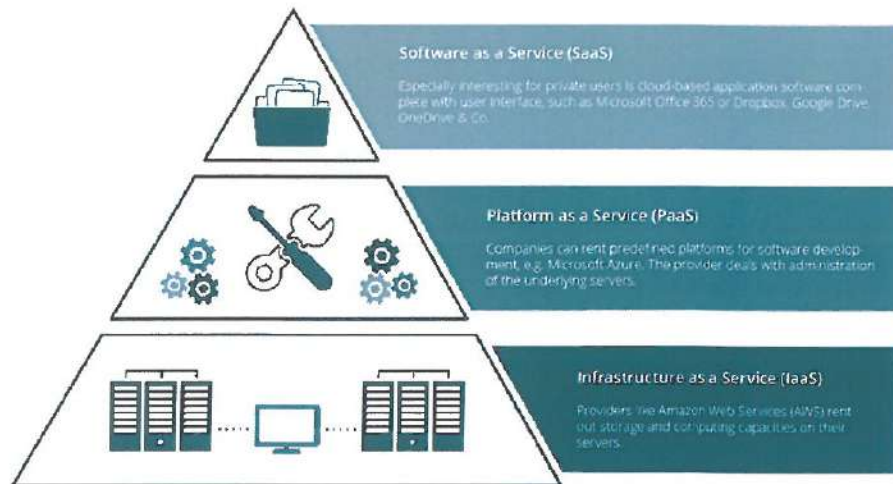 Software as a Service (SaaS)
Especially interesting for private users is cloud-based application software com-
plete with user interface, such as Microsoft Office 365 or Dropbox, Google Drive,
OneDrive & Co.
Platform as a Service (PaaS)
Companies can rent predefined platforms for software develop-
ment, e.g. Microsoft Azure. The provider deals with administration
of the underlying servers.
Infrastructure as a Service (IaaS)
Providers like Amazon Web Services (AWS) rent
out storage and computing capacities on their
servers.